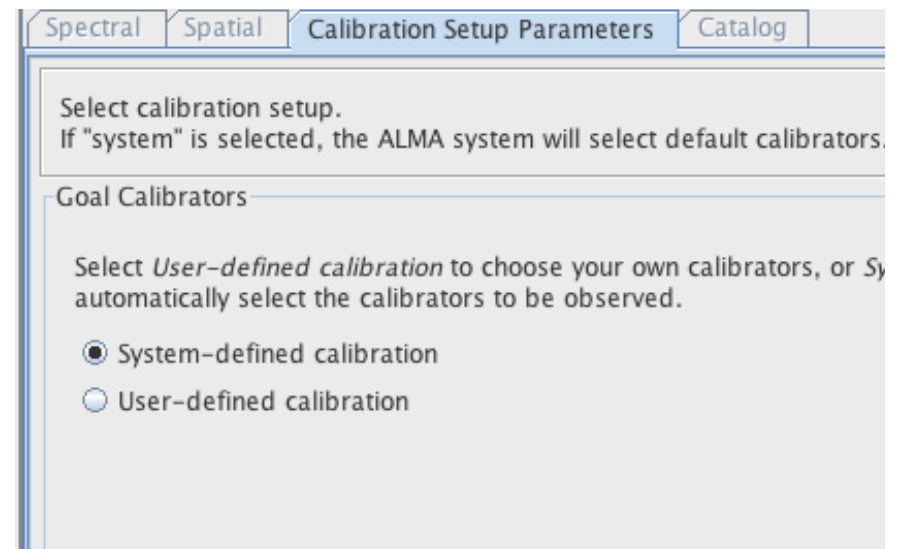 Spectral Spatial Calibration Setup Parameters Catalog
Select calibration setup.
If "system" is selected, the ALMA system will select default calibrators.
Goal Calibrators
Select User-defined calibration to choose your own calibrators, or Sy
automatically select the calibrators to be observed.
System-defined calibration
User-defined calibration